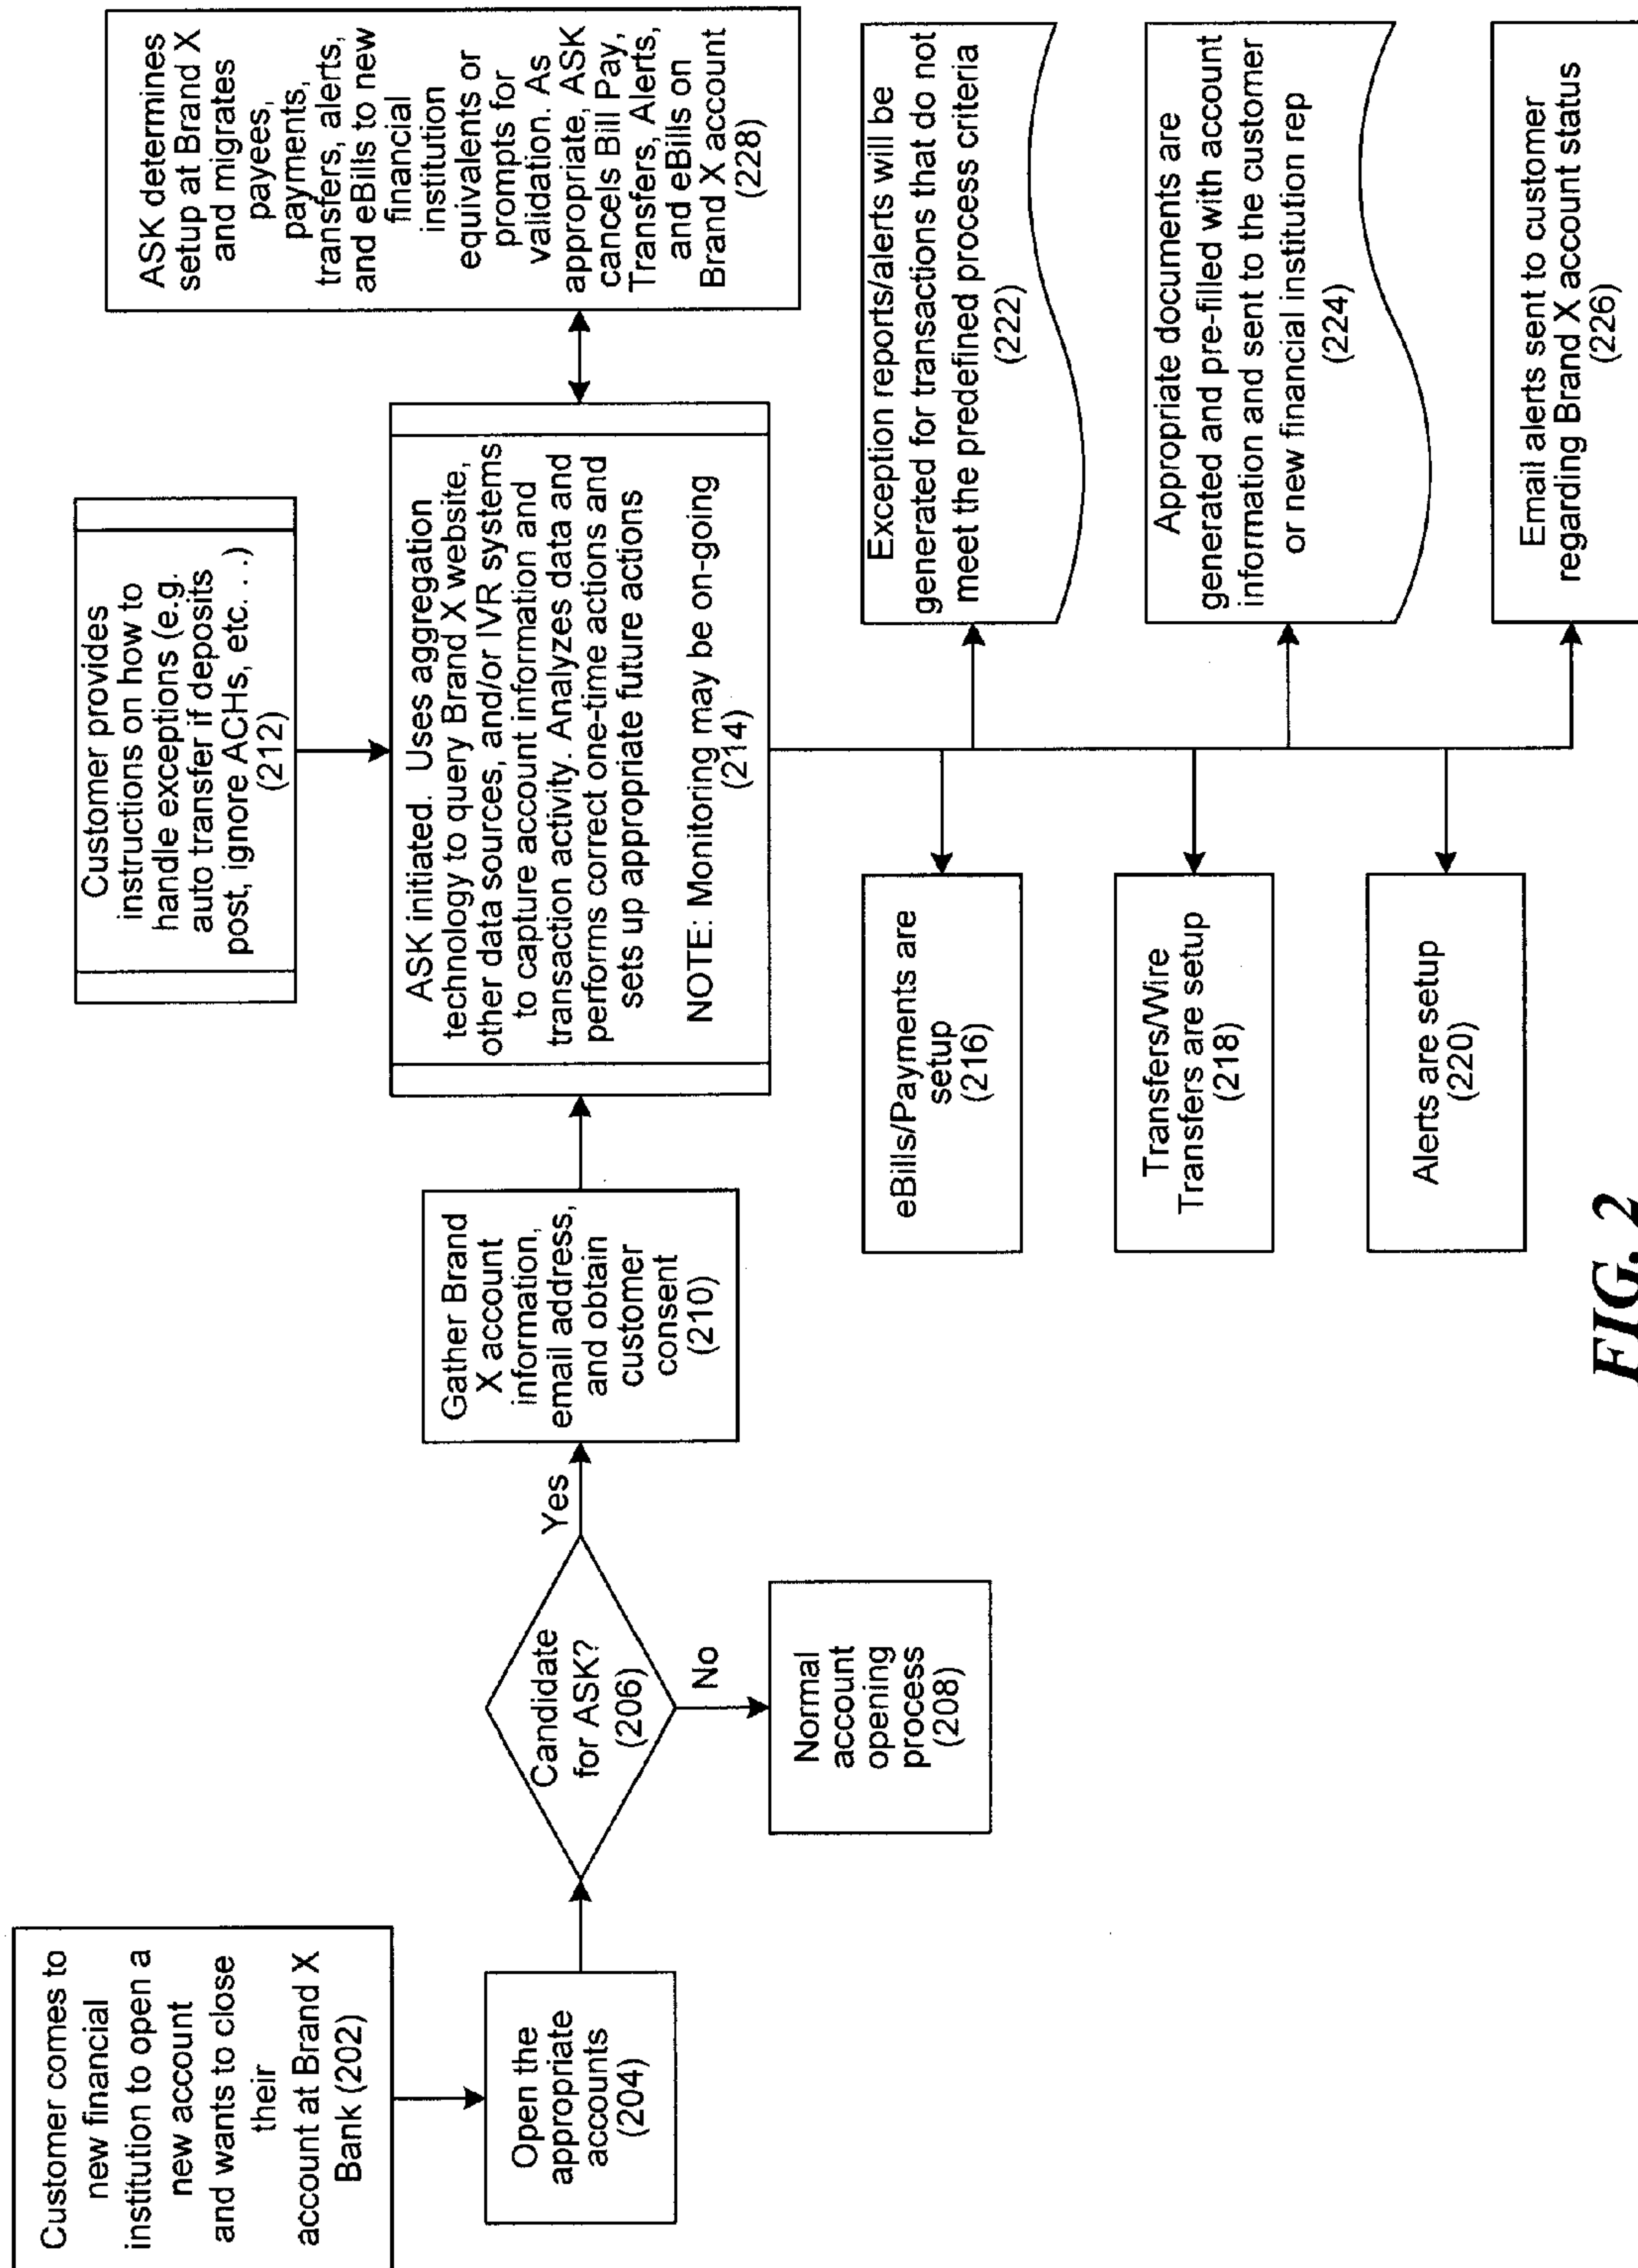 Customer comes to
new financial
institution to open a
new account
and wants to close
their
account at Brand X
Bank (202)
Open the
appropriate
accounts
(204)
Candidate
for ASK?
(206)
Yes
No
Normal
account
opening
process
(208)
Gather Brand
X account
information,
email address,
and obtain
customer
consent
(210)
Customer provides
instructions on how to
handle exceptions (e.g.
auto transfer if deposits
post, ignore ACHs, etc. . .)
(212)
ASK initiated. Uses aggregation
technology to query Brand X website,
other data sources, and/or IVR systems
to capture account information and
transaction activity. Analyzes data and
performs correct one-time actions and
sets up appropriate future actions
NOTE: Monitoring may be on-going
(214)
ASK determines
setup at Brand X
and migrates
payees,
payments,
transfers, alerts,
and eBills to new
financial
institution
equivalents or
prompts for
validation. As
appropriate, ASK
cancels Bill Pay,
Transfers, Alerts,
and eBills on
Brand X account
(228)
eBills/Payments are
setup
(216)
Transfers/Wire
Transfers are setup
(218)
Alerts are setup
(220)
Exception reports/alerts will be
generated for transactions that do not
meet the predefined process criteria
(222)
Appropriate documents are
generated and pre-filled with account
information and sent to the customer
or new financial institution rep
(224)
Email alerts sent to customer
regarding Brand X account status
(226)
FIG. 2